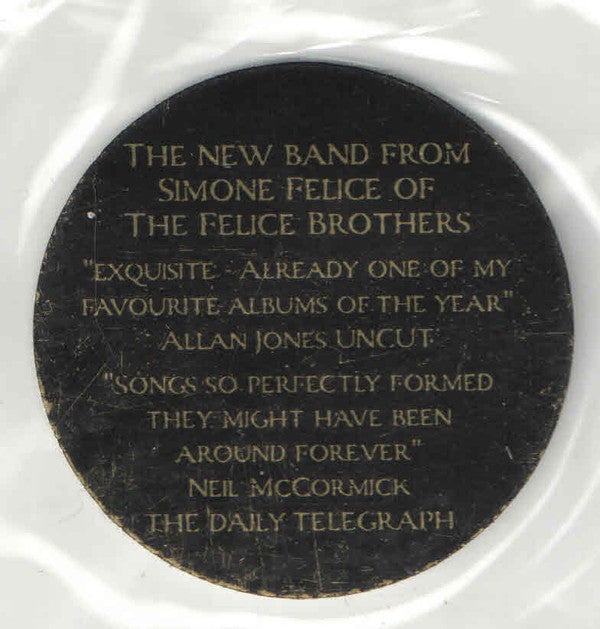 THE NEW BAND FROM
SIMONE FELICE OF
THE FELICE BROTHERS
"EXQUISITE - ALREADY ONE OF MY
FAVOURITE ALBUMS OF THE YEAR"
ALLAN JONES UNCUT
"SONGS SO PERFECTLY FORMED
THEY MIGHT HAVE BEEN
AROUND FOREVER"
NEIL MCCORMICK
THE DAILY TELEGRAPH